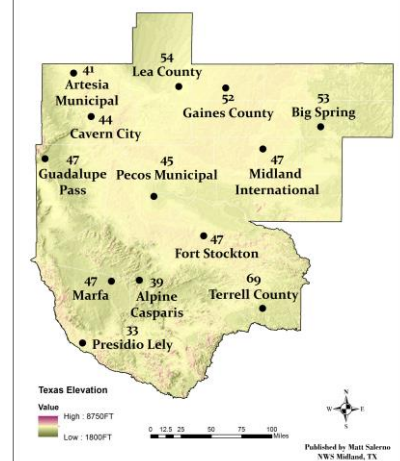 54
Lea County
41
Artesia
Municipal
52
Gaines County
53
Big Spring
44
Cavern City
47
Guadalupe
Pass
45
Pecos Municipal
47
Midland
International
47
Fort Stockton
47
Marfa
39
Alpine
Casparis
69
Terrell County
33
Presidio Lely
Texas Elevation
Value
High : 8750FT
Low : 1800FT
0 12.5 25 50 75 100
Miles
N
W E
S
Published by Matt Salerno
NWS Midland, TX